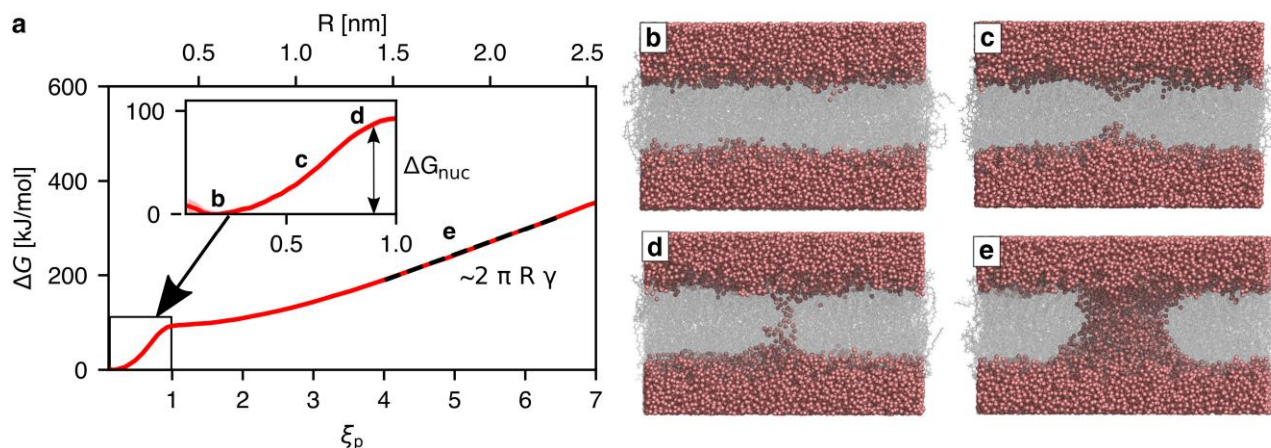 a
R [nm]
0.5 1.0 1.5 2.0 2.5
600
400
200
0
ΔG [kJ/mol]
100
0
b
c
d
ΔG_nuc
0.5 1.0
e
~2 π R γ
1 2 3 4 5 6 7
ξ_p
b
c
d
e